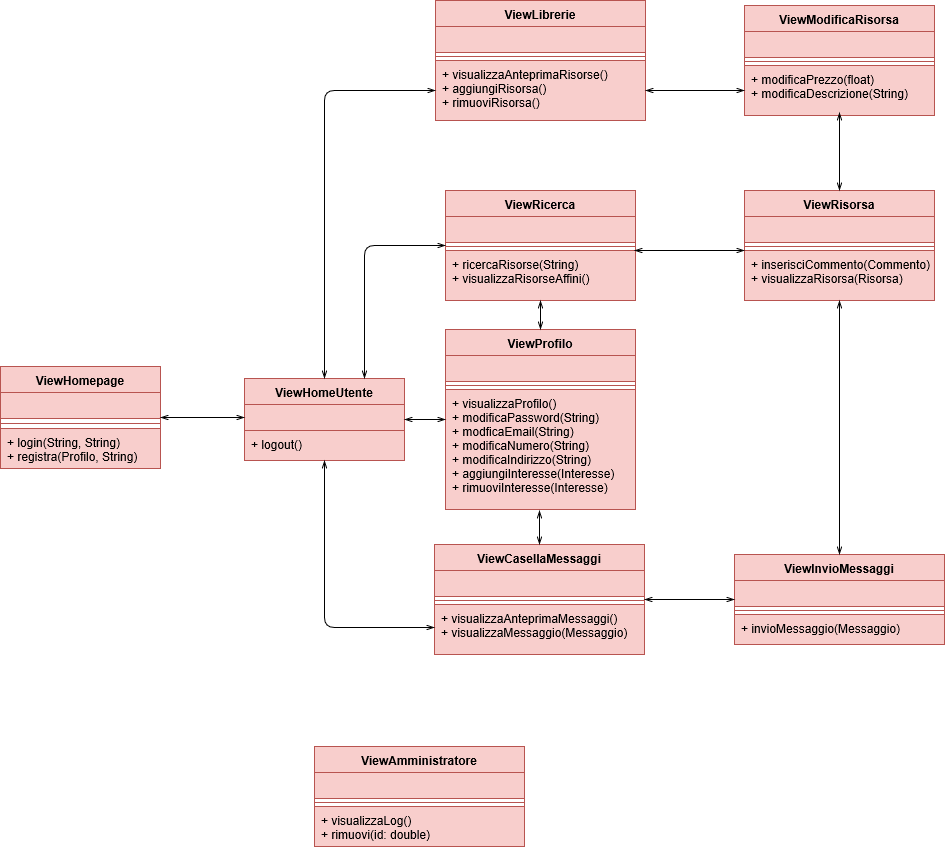 ViewLibrerie
+ visualizzaAnteprimaRisorse()
+ aggiungiRisorsa()
+ rimuoviRisorsa()
ViewModificaRisorsa
+ modificaPrezzo(float)
+ modificaDescrizione(String)
ViewRicerca
+ ricercaRisorse(String)
+ visualizzaRisorseAffini()
ViewRisorsa
+ inserisciCommento(Commento)
+ visualizzaRisorsa(Risorsa)
ViewHomepage
+ login(String, String)
+ registra(Profilo, String)
ViewHomeUtente
+ logout()
ViewProfilo
+ visualizzaProfilo()
+ modificaPassword(String)
+ modficaEmail(String)
+ modificaNumero(String)
+ modificaIndirizzo(String)
+ aggiungiInteresse(Interesse)
+ rimuoviInteresse(Interesse)
ViewCasellaMessaggi
+ visualizzaAnteprimaMessaggi()
+ visualizzaMessaggio(Messaggio)
ViewInvioMessaggi
+ invioMessaggio(Messaggio)
ViewAmministratore
+ visualizzaLog()
+ rimuovi(id: double)